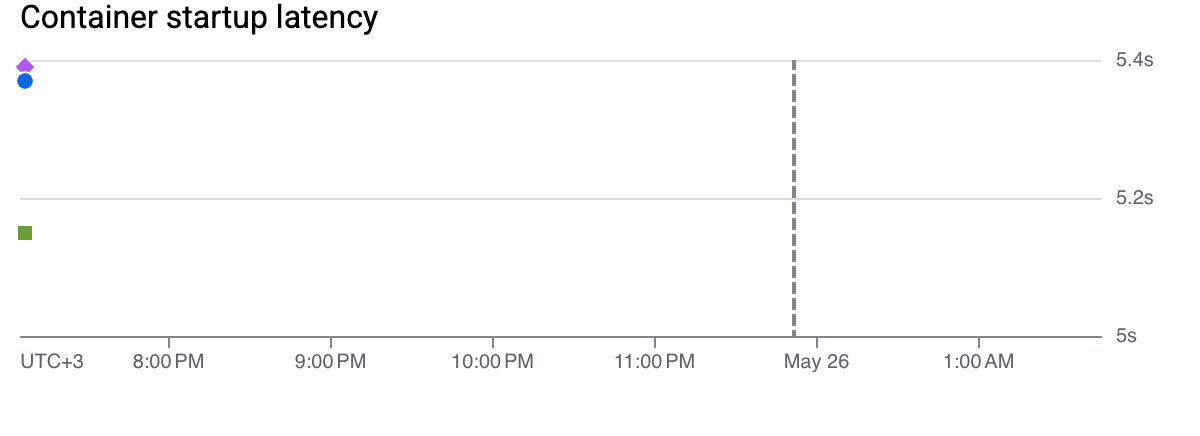 Container startup latency
5.4s
5.2s
5s
UTC+3 8:00 PM 9:00 PM 10:00 PM 11:00 PM May 26 1:00 AM